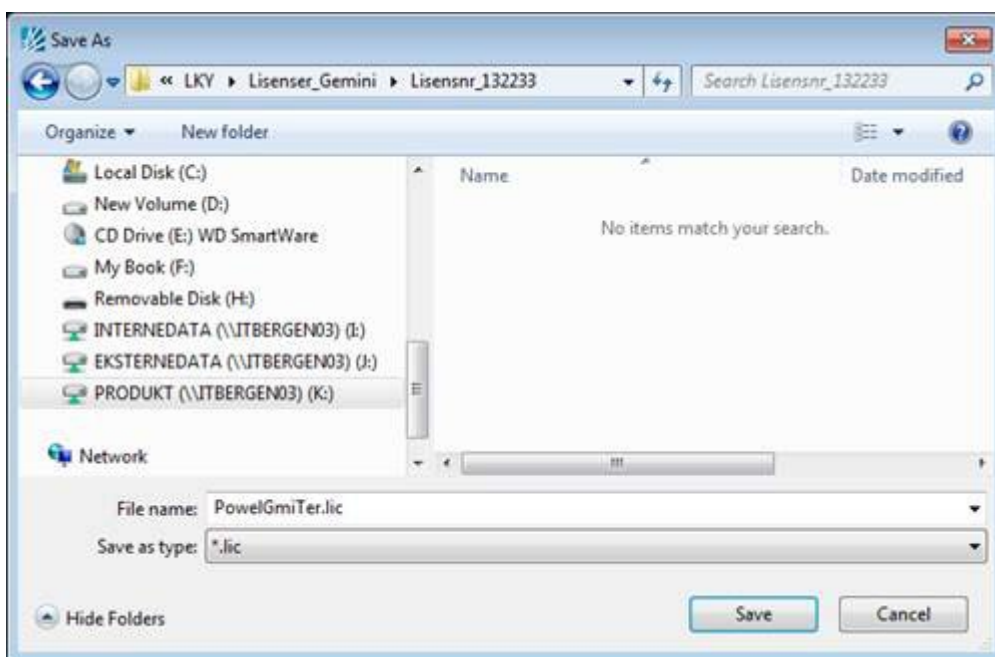 Save As
« LKY ▸ Lisenser_Gemini ▸ Lisensnr_132233
Search Lisensnr_132233
Organize
New folder
Local Disk (C:)
New Volume (D:)
CD Drive (E:) WD SmartWare
My Book (F:)
Removable Disk (H:)
INTERNEDATA (\\ITBERGEN03) (I:)
EKSTERNEDATA (\\ITBERGEN03) (J:)
PRODUKT (\\ITBERGEN03) (K:)
Network
Name
Date modified
No items match your search.
File name: PowelGmiTer.lic
Save as type: *.lic
Hide Folders
Save
Cancel